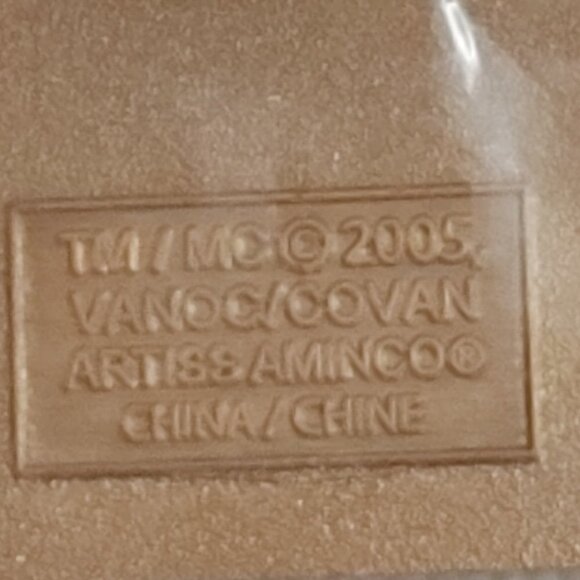 TM / MC © 2005,
VANOC/COVAN
ARTISS AMINCO®
CHINA / CHINE